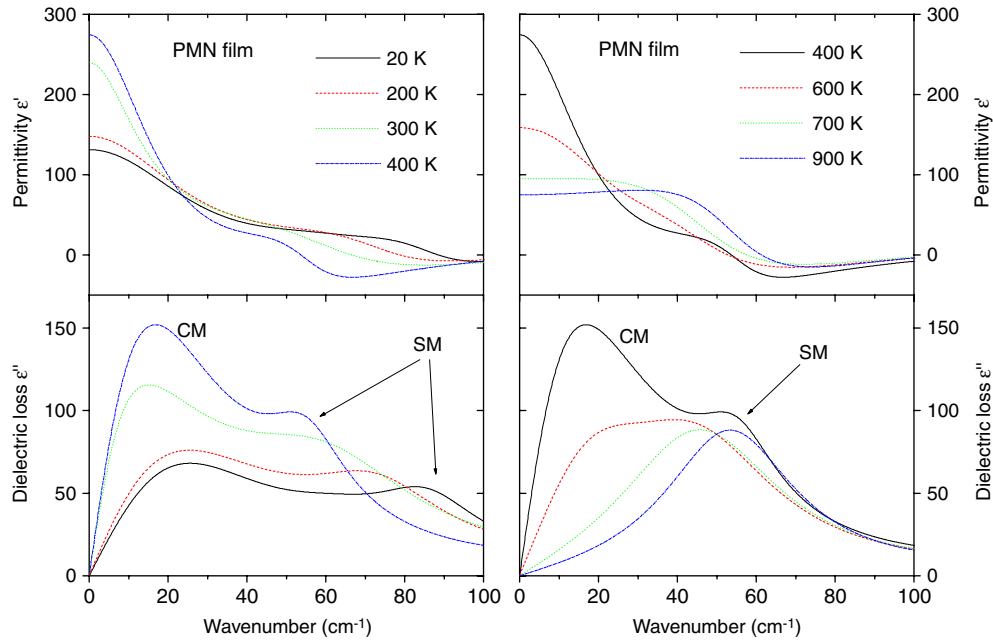 300
200
100
0
Permittivity ε'
PMN film
20 K
200 K
300 K
400 K
PMN film
400 K
600 K
700 K
900 K
300
200
100
0
Permittivity ε'
150
100
50
0
Dielectric loss ε''
CM
SM
CM
SM
150
100
50
0
Dielectric loss ε''
0 20 40 60 80 100
0 20 40 60 80 100
Wavenumber (cm⁻¹)
Wavenumber (cm⁻¹)